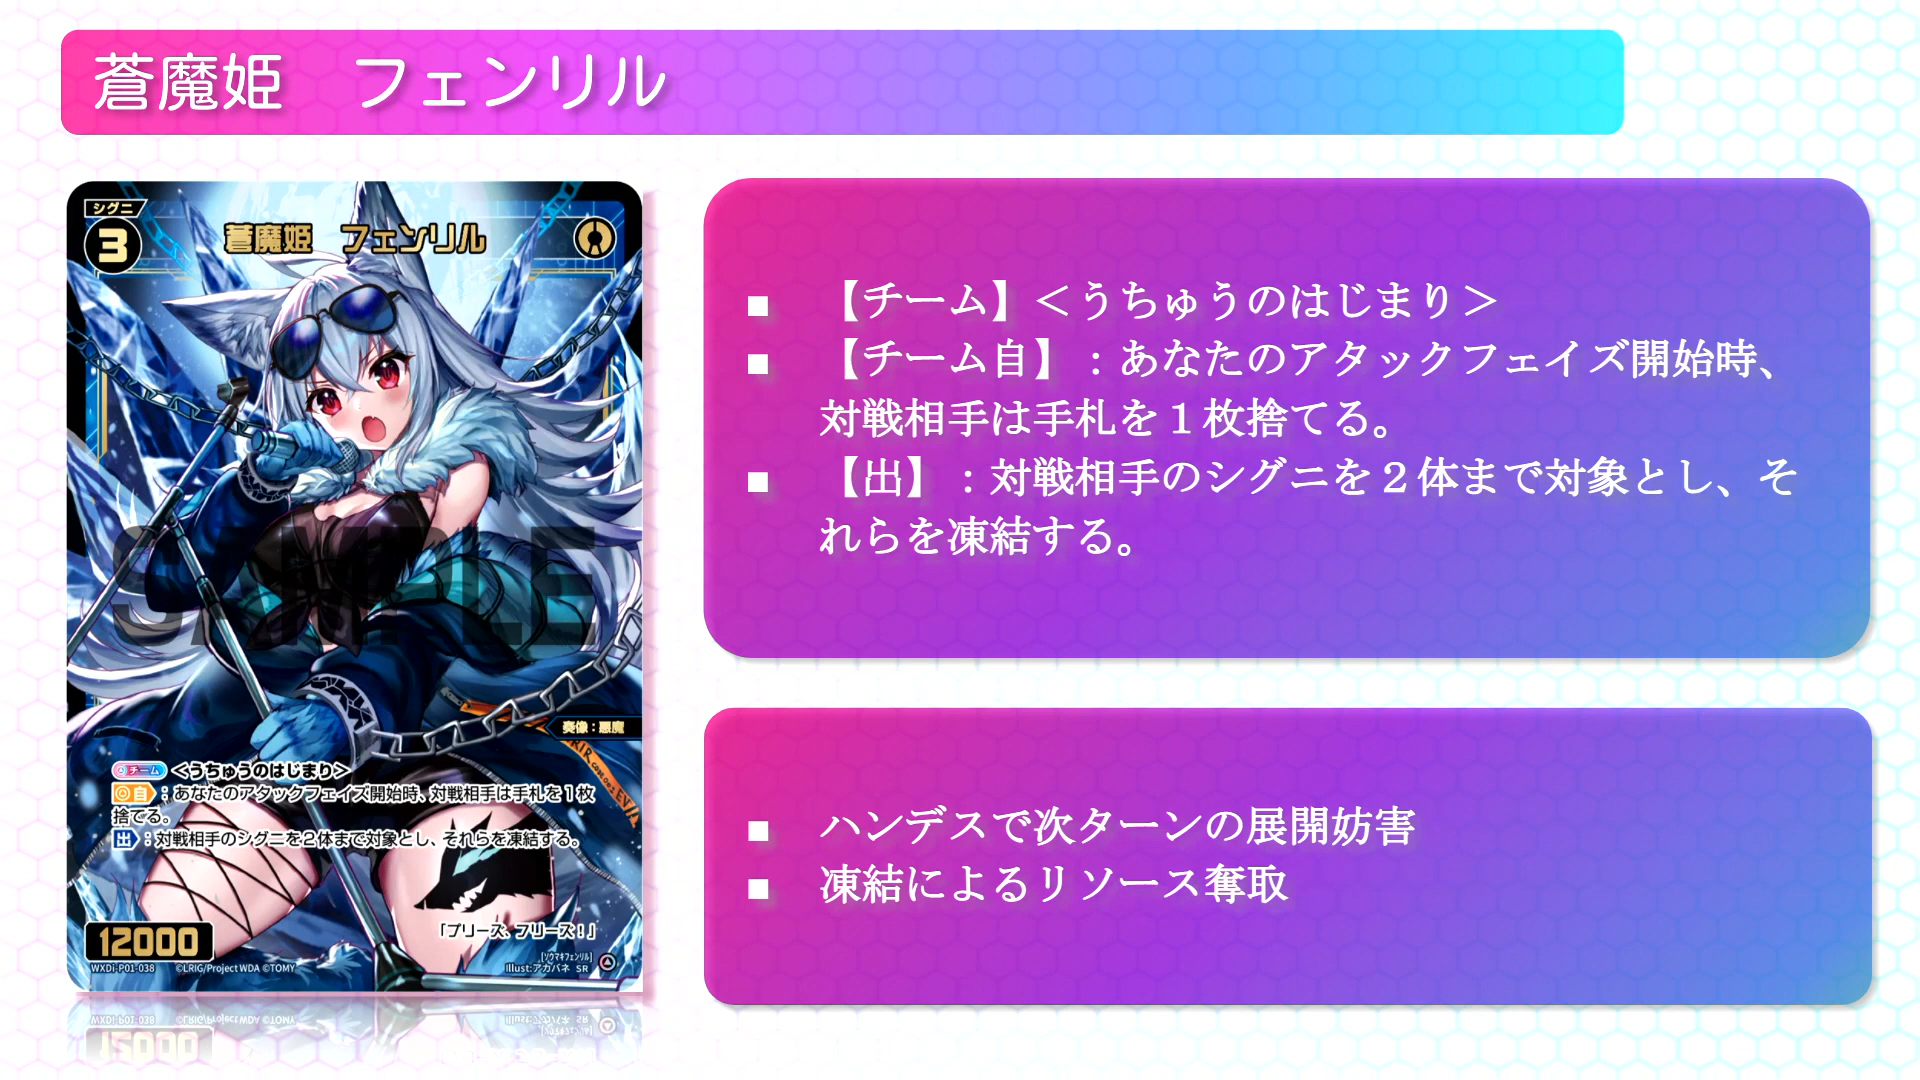 蒼魔姫　フェンリル
シグニ
3
蒼魔姫　フェンリル
SAMPLE
奏像：悪魔
チーム ＜うちゅうのはじまり＞
自：あなたのアタックフェイズ開始時、対戦相手は手札を１枚
捨てる。
出：対戦相手のシグニを２体まで対象とし、それらを凍結する。
「プリーズ、フリーズ！」
12000
[ソウマキフェンリル]
WXDi-P01-038 ©LRIG/Project WDA ©TOMY
Illust:アカバネ SR
■ 【チーム】＜うちゅうのはじまり＞
■ 【チーム自】：あなたのアタックフェイズ開始時、
対戦相手は手札を１枚捨てる。
■ 【出】：対戦相手のシグニを２体まで対象とし、そ
れらを凍結する。
■ ハンデスで次ターンの展開妨害
■ 凍結によるリソース奪取